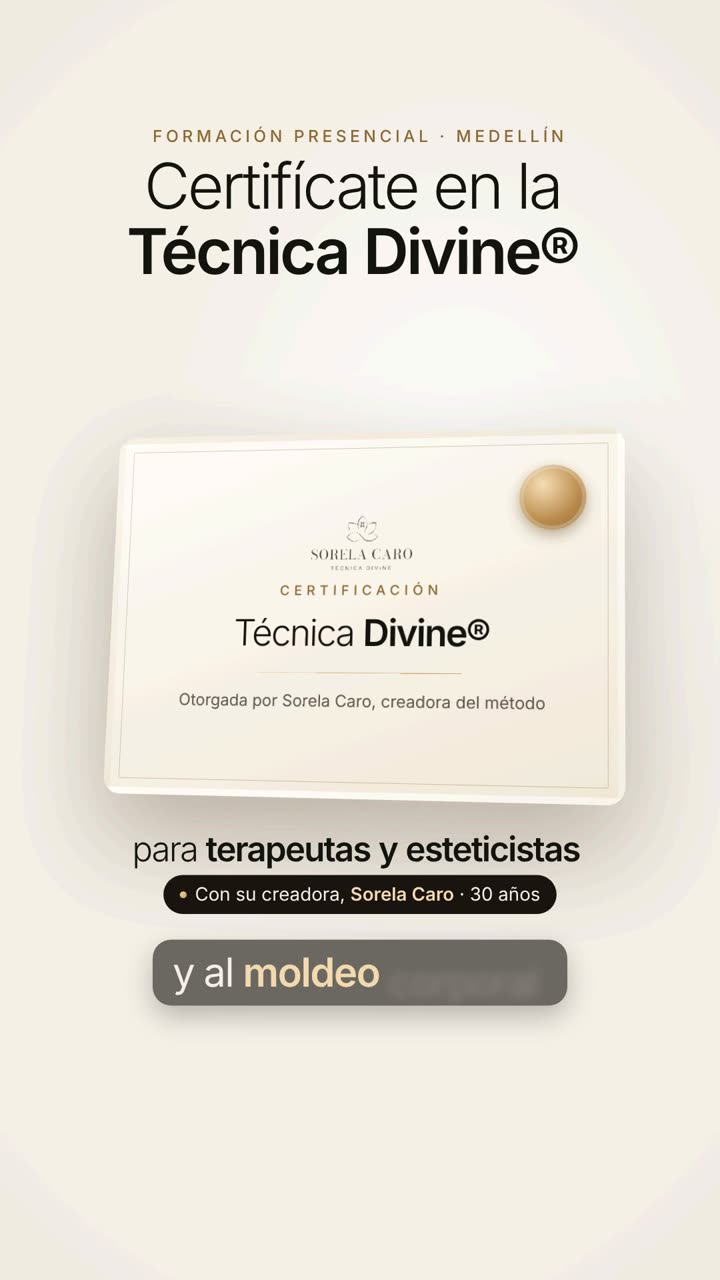 FORMACIÓN PRESENCIAL · MEDELLÍN
Certifícate en la
Técnica Divine®
SORELA CARO
TÉCNICA DIVINE
CERTIFICACIÓN
Técnica Divine®
Otorgada por Sorela Caro, creadora del método
para terapeutas y esteticistas
• Con su creadora, Sorela Caro · 30 años
y al moldeo corporal